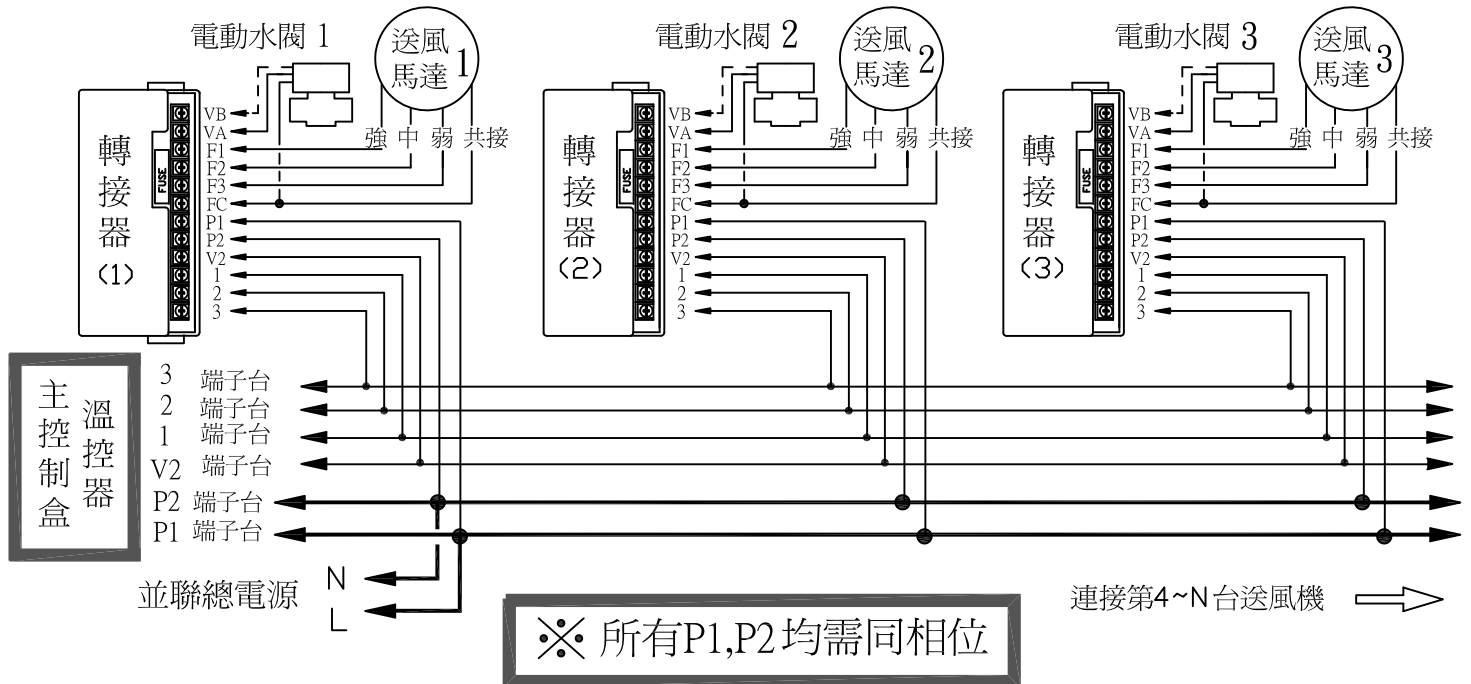 電動水閥 1
送風
馬達1
VB
VA
F1
F2
F3
FC
P1
P2
V2
1
2
3
強 中 弱 共接
FUSE
轉接器
(1)
電動水閥 2
送風
馬達2
VB
VA
F1
F2
F3
FC
P1
P2
V2
1
2
3
強 中 弱 共接
FUSE
轉接器
(2)
電動水閥 3
送風
馬達3
VB
VA
F1
F2
F3
FC
P1
P2
V2
1
2
3
強 中 弱 共接
FUSE
轉接器
(3)
溫控器
主控制盒
3 端子台
2 端子台
1 端子台
V2 端子台
P2 端子台
P1 端子台
並聯總電源
N
L
※ 所有P1,P2均需同相位
連接第4~N台送風機